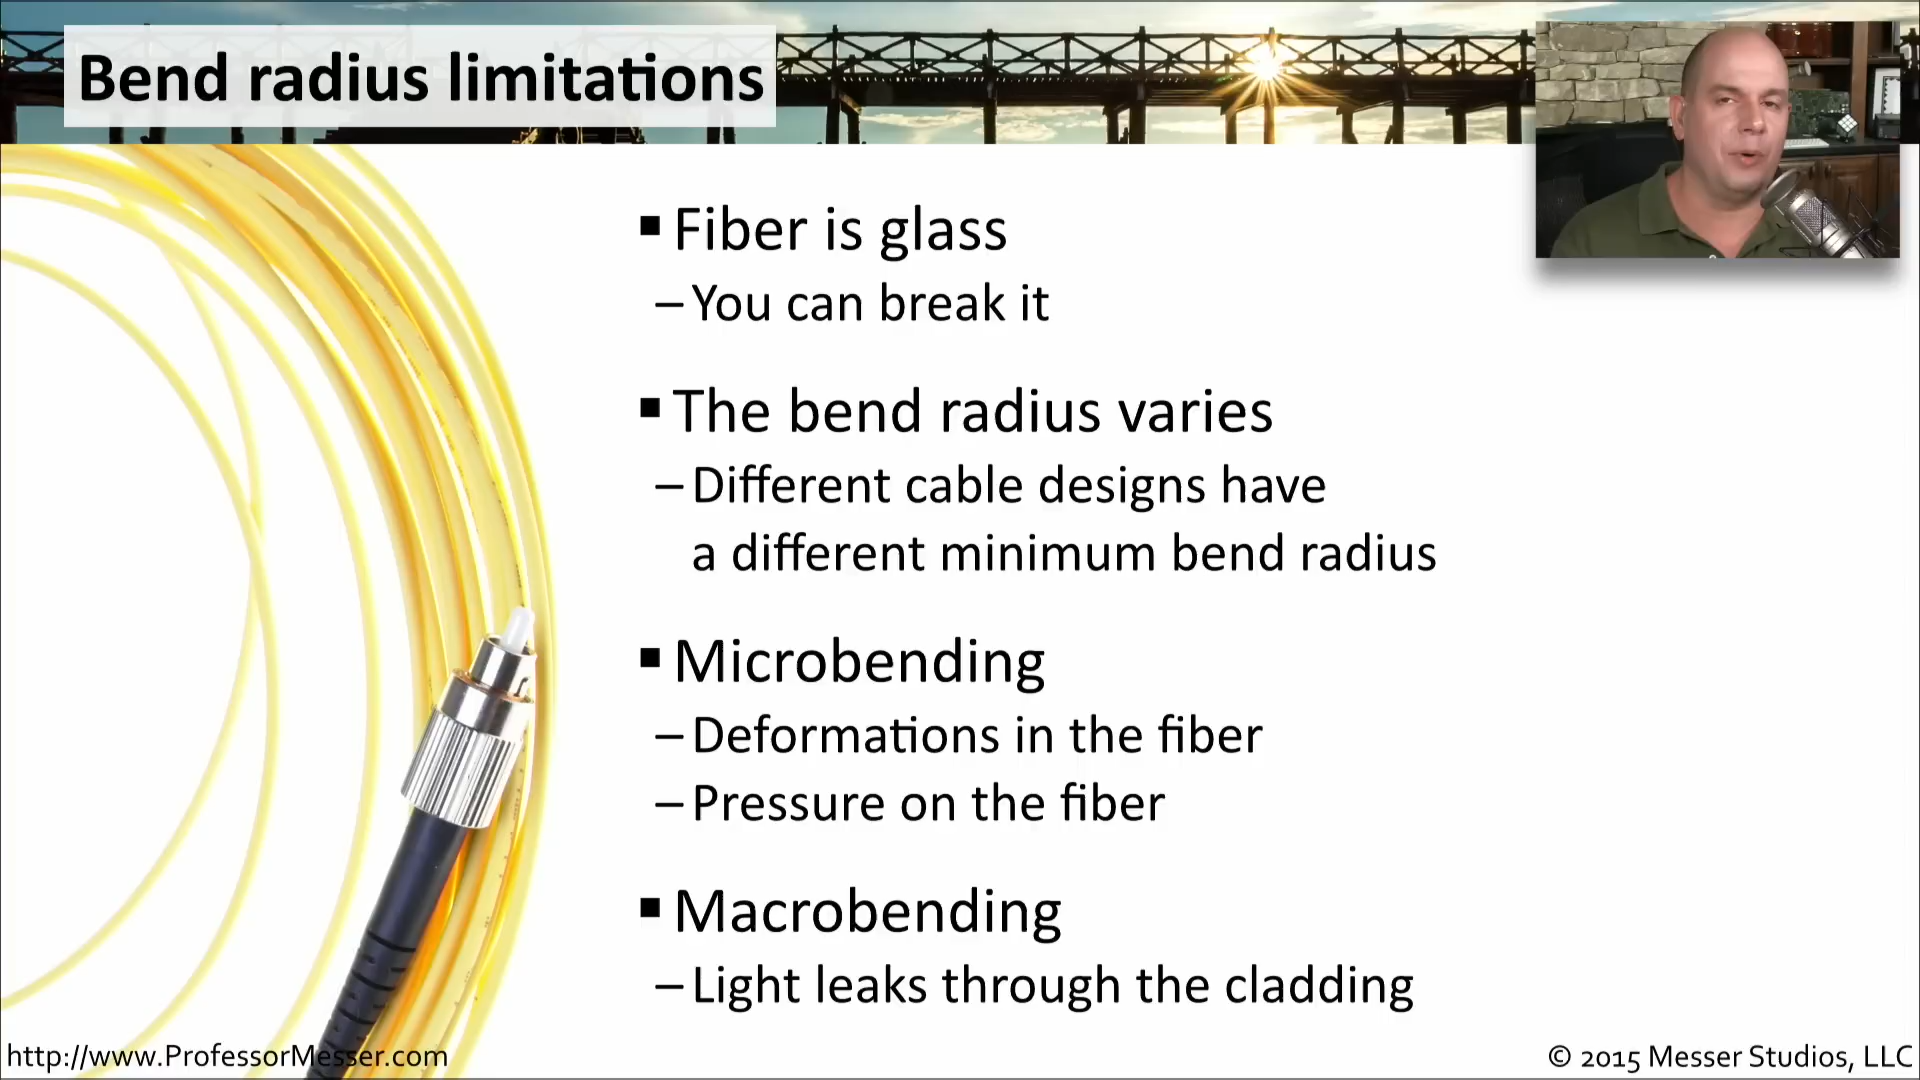 Bend radius limitations
▪ Fiber is glass
– You can break it
▪ The bend radius varies
– Different cable designs have
a different minimum bend radius
▪ Microbending
– Deformations in the fiber
– Pressure on the fiber
▪ Macrobending
– Light leaks through the cladding
http://www.ProfessorMesser.com
© 2015 Messer Studios, LLC